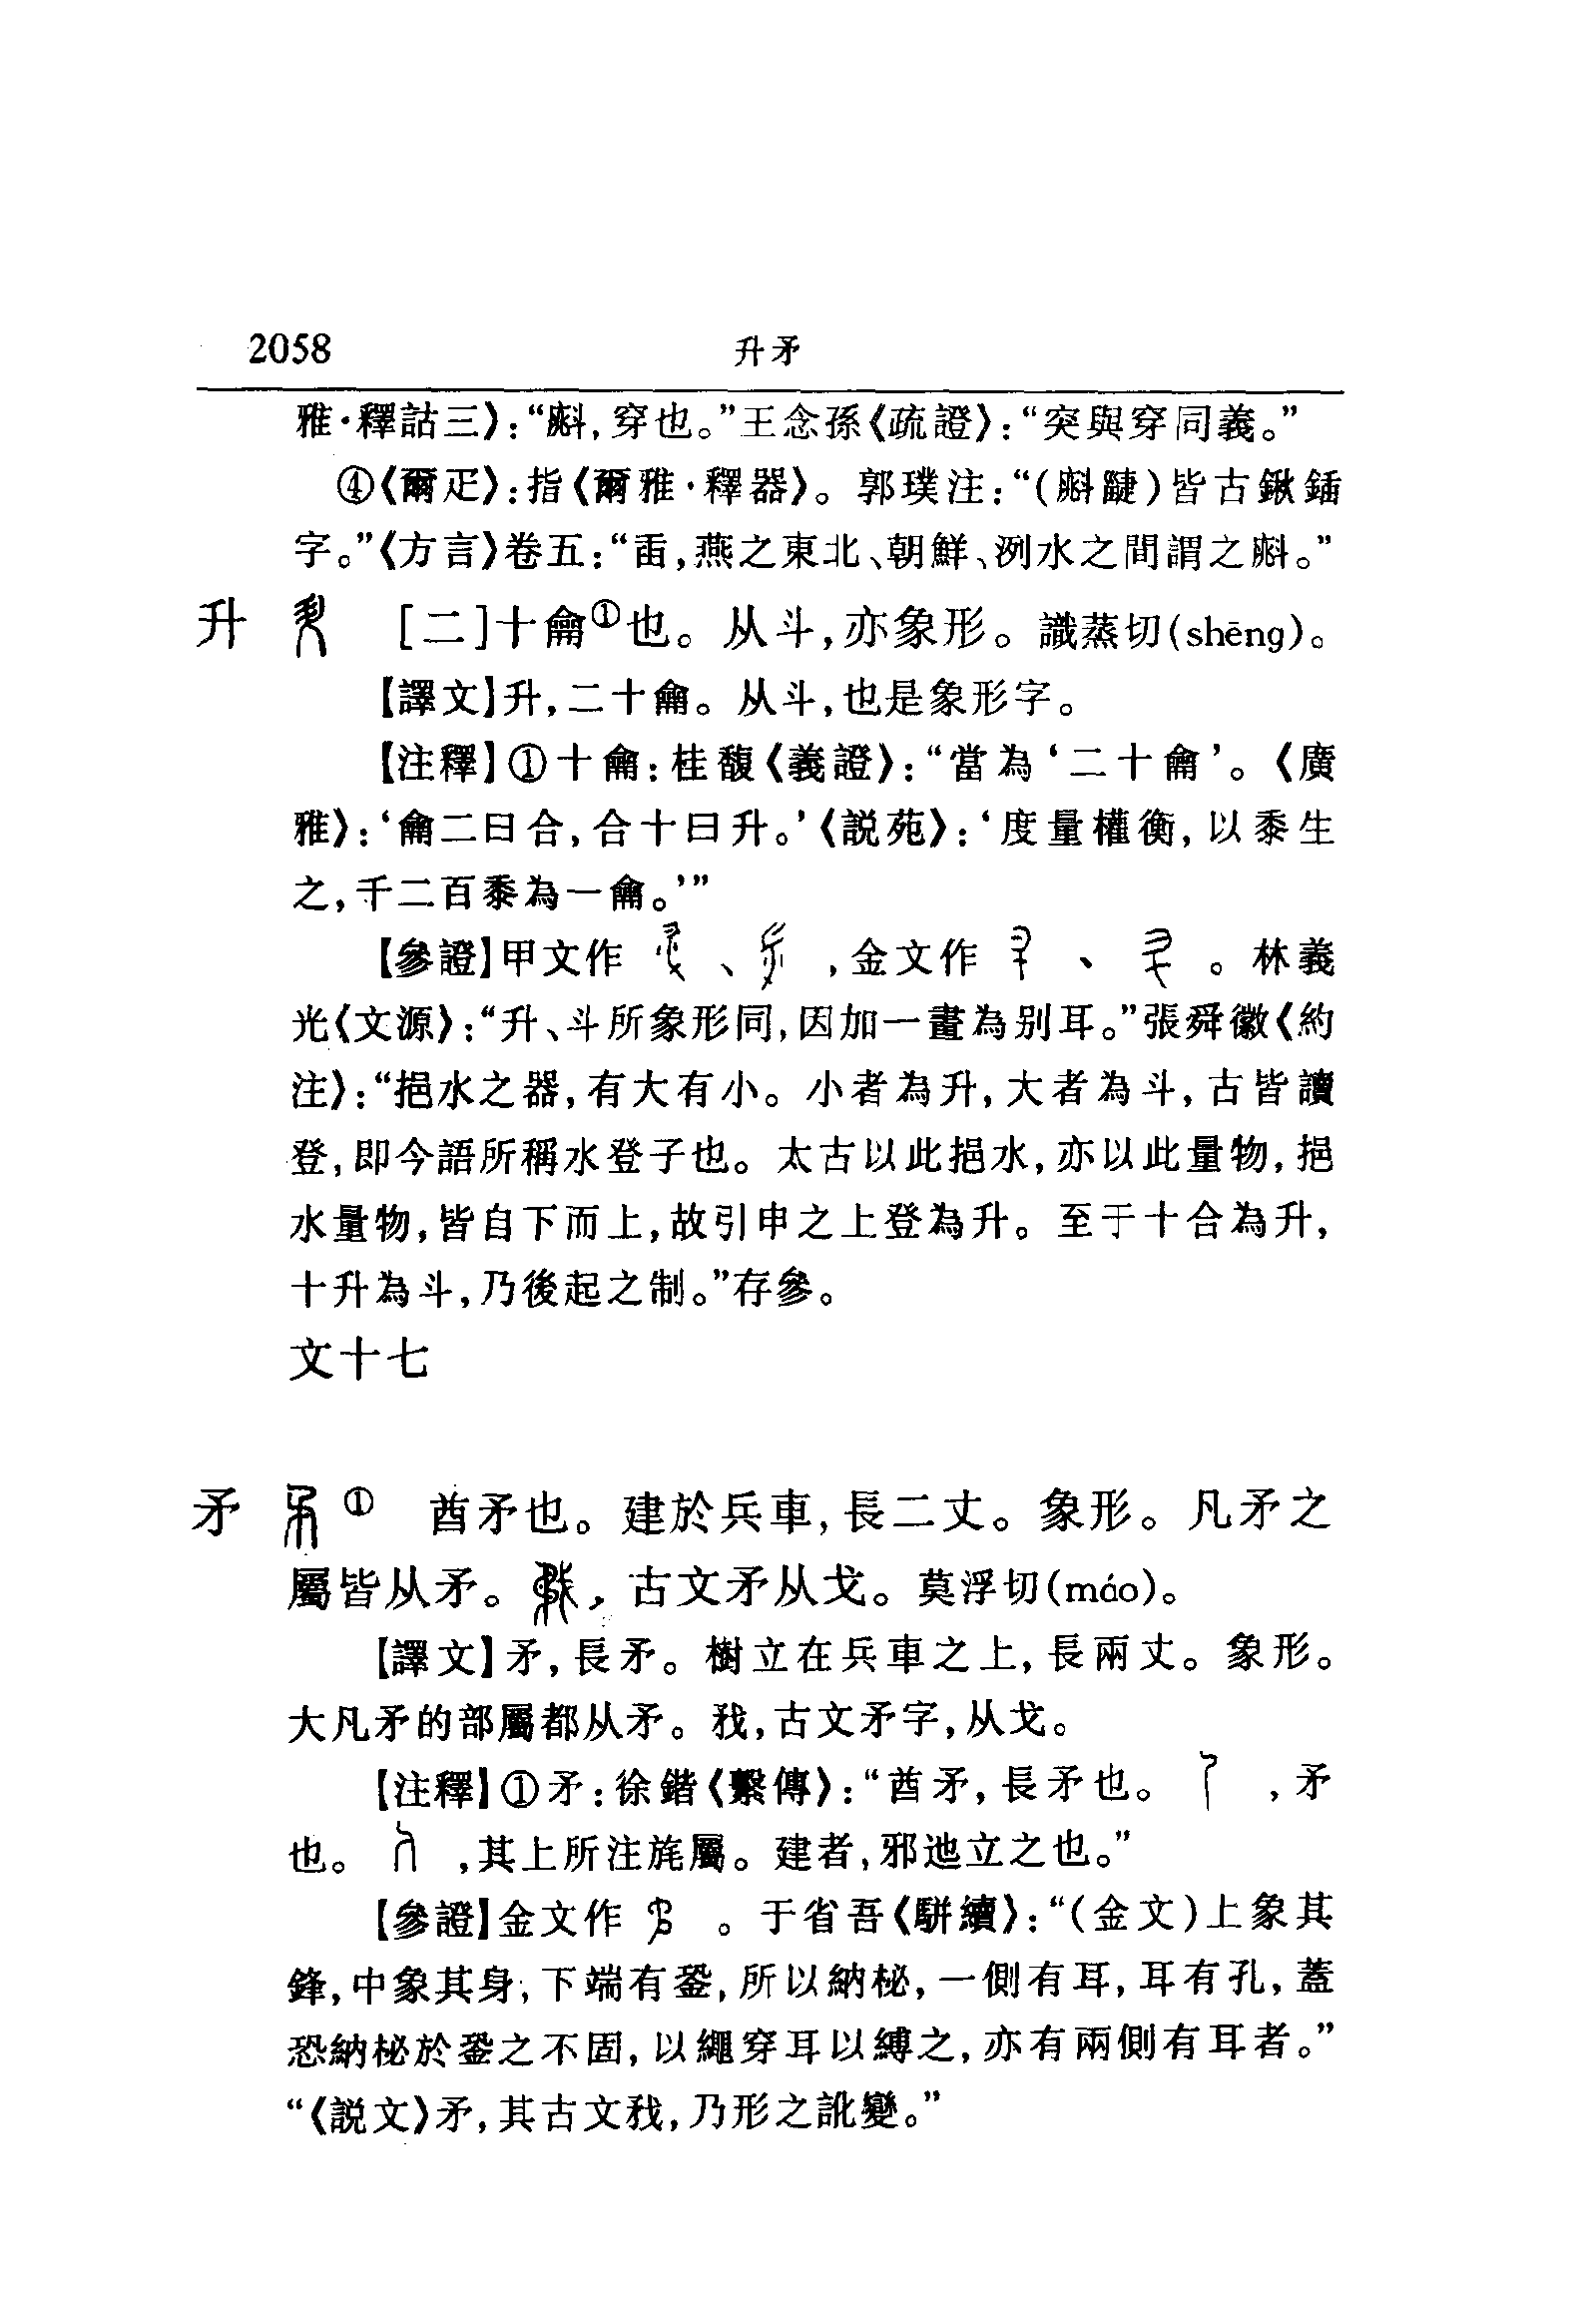 2058 升矛
雅·釋詁三》：“㪺，穿也。”王念孫《疏證》：“突與穿同義。”
④《爾疋》：指《爾雅·釋器》。郭璞注：“（㪺疀）皆古鍬鍤
字。”《方言》卷五：“臿，燕之東北、朝鮮、洌水之間謂之㪺。”
升 ［二］十龠①也。从斗，亦象形。識蒸切(shēng)。
【譯文】升，二十龠。从斗，也是象形字。
【注釋】①十龠：桂馥《義證》：“當為‘二十龠’。《廣
雅》：‘龠二曰合，合十曰升。’《説苑》：‘度量權衡，以黍生
之，千二百黍為一龠。’”
【參證】甲文作 、 ，金文作 、 。林義
光《文源》：“升、斗所象形同，因加一畫為别耳。”張舜徽《約
注》：“挹水之器，有大有小。小者為升，大者為斗，古皆讀
登，即今語所稱水登子也。太古以此挹水，亦以此量物，挹
水量物，皆自下而上，故引申之上登為升。至于十合為升，
十升為斗，乃後起之制。”存參。
文十七
矛 ① 酋矛也。建於兵車，長二丈。象形。凡矛之
屬皆从矛。 ，古文矛从戈。莫浮切(máo)。
【譯文】矛，長矛。樹立在兵車之上，長兩丈。象形。
大凡矛的部屬都从矛。𢦧，古文矛字，从戈。
【注釋】①矛：徐鍇《繫傳》：“酋矛，長矛也。 ，矛
也。 ，其上所注旄屬。建者，邪迆立之也。”
【參證】金文作 。于省吾《駢續》：“（金文）上象其
鋒，中象其身，下端有銎，所以納柲，一側有耳，耳有孔，蓋
恐納柲於銎之不固，以繩穿耳以縛之，亦有兩側有耳者。”
“《説文》矛，其古文𢦧，乃形之訛變。”